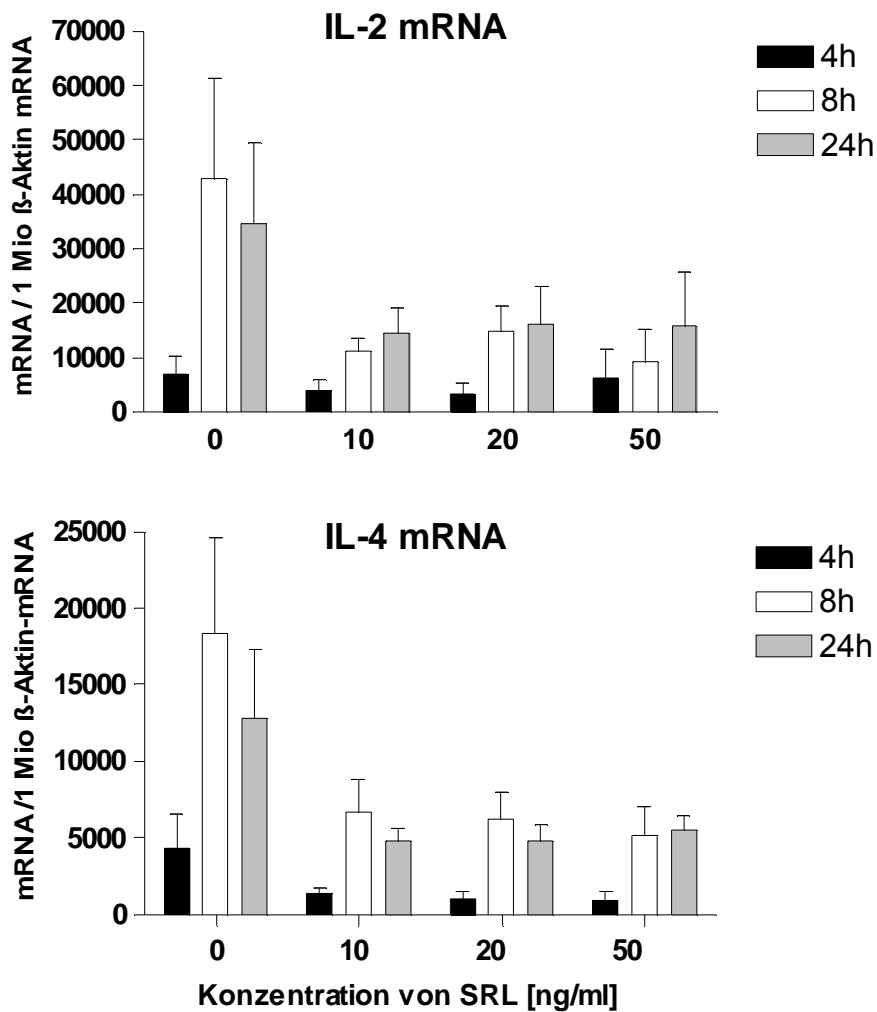 IL-2 mRNA
mRNA / 1 Mio ß-Aktin mRNA
70000
60000
50000
40000
30000
20000
10000
0
0 10 20 50
4h
8h
24h
IL-4 mRNA
mRNA/1 Mio ß-Aktin-mRNA
25000
20000
15000
10000
5000
0
0 10 20 50
Konzentration von SRL [ng/ml]
4h
8h
24h